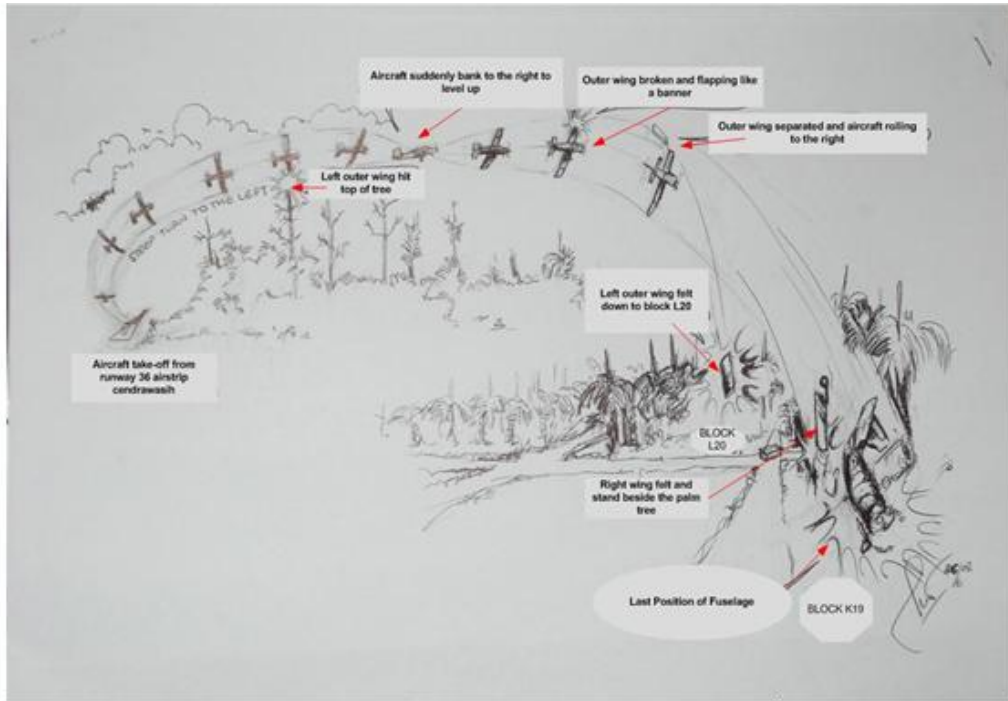 Aircraft suddenly bank to the right to
level up
Outer wing broken and flapping like
a banner
Outer wing separated and aircraft rolling
to the right
Left outer wing hit
top of tree
STEEP TURN TO THE LEFT
Left outer wing felt
down to block L20
Aircraft take-off from
runway 36 airstrip
cendrawasih
BLOCK
L20
Right wing felt and
stand beside the palm
tree
Last Position of Fuselage
BLOCK K19